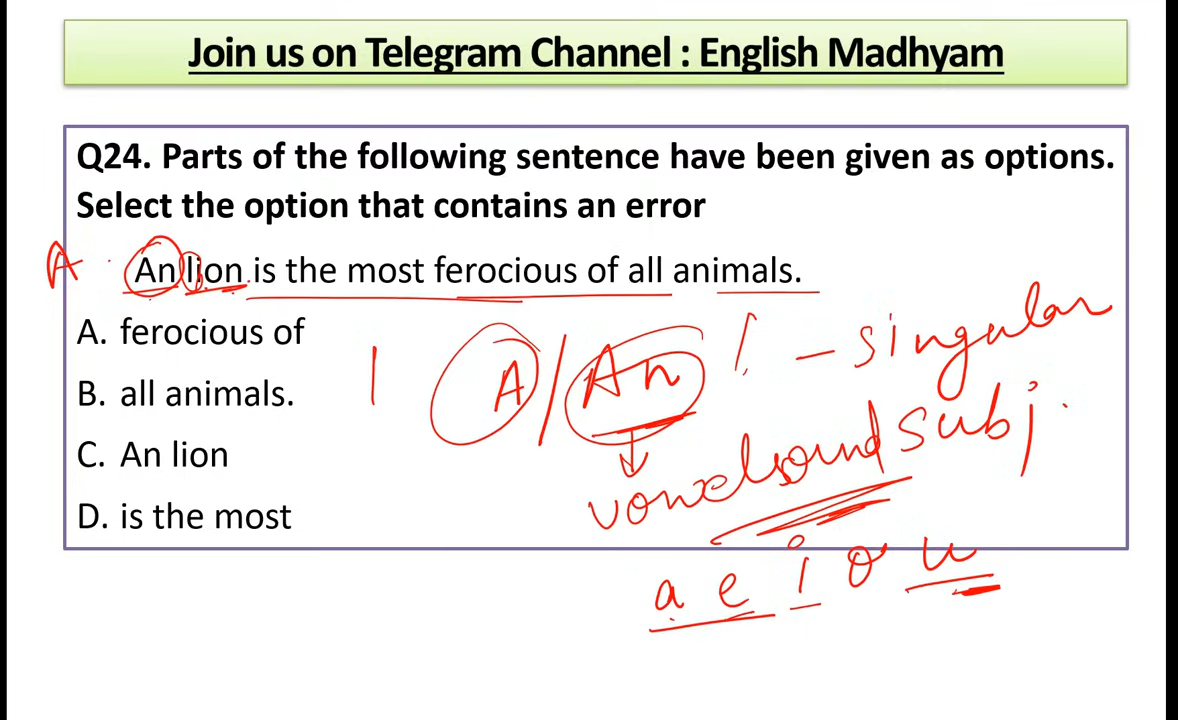 Join us on Telegram Channel : English Madhyam
Q24. Parts of the following sentence have been given as options.
Select the option that contains an error
A An lion is the most ferocious of all animals.
A. ferocious of
B. all animals.
C. An lion
D. is the most
A/An - singular
subj.
vowel sound
a e i o u